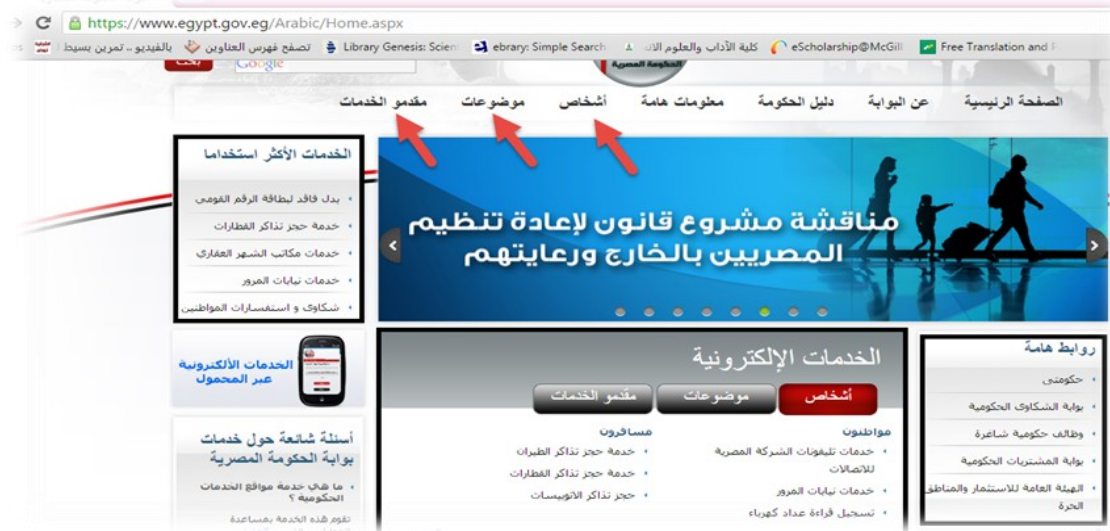 https://www.egypt.gov.eg/Arabic/Home.aspx
eScholarship@McGill
كلية الآداب والعلوم الانـ
ebrary: Simple Search
Library Genesis: Scien
تصفح فهرس العناوين
بالفيديو .. تمرين بسيط
Free Translation and
بحث
Google
الحكومة المصرية
الصفحة الرئيسية
عن البوابة
دليل الحكومة
معلومات هامة
أشخاص
موضوعات
مقدمو الخدمات
مناقشة مشروع قانون لإعادة تنظيم
المصريين بالخارج ورعايتهم
الخدمات الأكثر استخداما
بدل فاقد لبطاقة الرقم القومى
خدمة حجز تذاكر القطارات
خدمات مكاتب الشهر العقارى
خدمات نيابات المرور
شكاوى و استفسارات المواطنين
روابط هامة
حكومتى
بوابة الشكاوى الحكومية
وظائف حكومية شاغرة
بوابة المشتريات الحكومية
الهيئة العامة للاستثمار والمناطق
الحرة
الخدمات الإلكترونية
أشخاص
موضوعات
مقدمو الخدمات
مواطنون
خدمات تليفونات الشركة المصرية
للاتصالات
خدمات نيابات المرور
تسجيل قراءة عداد كهرباء
مسافرون
خدمة حجز تذاكر الطيران
خدمة حجز تذاكر القطارات
حجز تذاكر الاتوبيسات
الخدمات الألكترونية
عبر المحمول
أسئلة شائعة حول خدمات
بوابة الحكومة المصرية
ما هي خدمة مواقع الخدمات
الحكومية ؟
تقوم هذه الخدمة بمساعدة